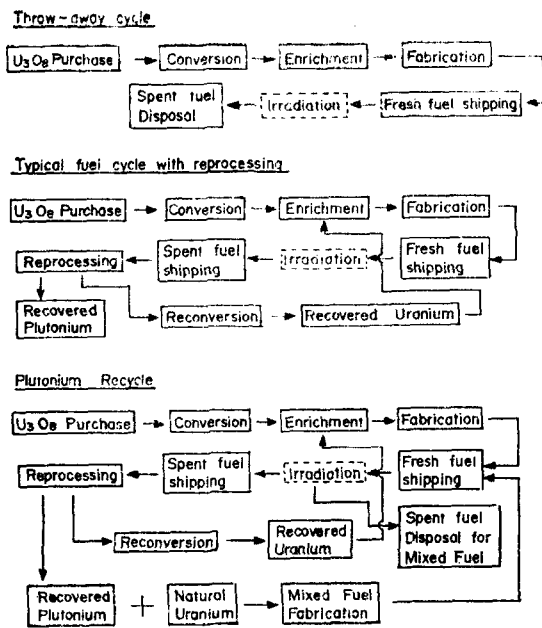 Throw-away cycle
U3O8 Purchase
Conversion
Enrichment
Fabrication
Spent fuel
Disposal
Irradiation
Fresh fuel shipping
Typical fuel cycle with reprocessing
U3O8 Purchase
Conversion
Enrichment
Fabrication
Reprocessing
Spent fuel
shipping
Irradiation
Fresh fuel
shipping
Recovered
Plutonium
Reconversion
Recovered Uranium
Plutonium Recycle
U3O8 Purchase
Conversion
Enrichment
Fabrication
Reprocessing
Spent fuel
shipping
Irradiation
Fresh fuel
shipping
Reconversion
Recovered
Uranium
Spent fuel
Disposal for
Mixed Fuel
Recovered
Plutonium
+
Natural
Uranium
Mixed Fuel
Fabrication